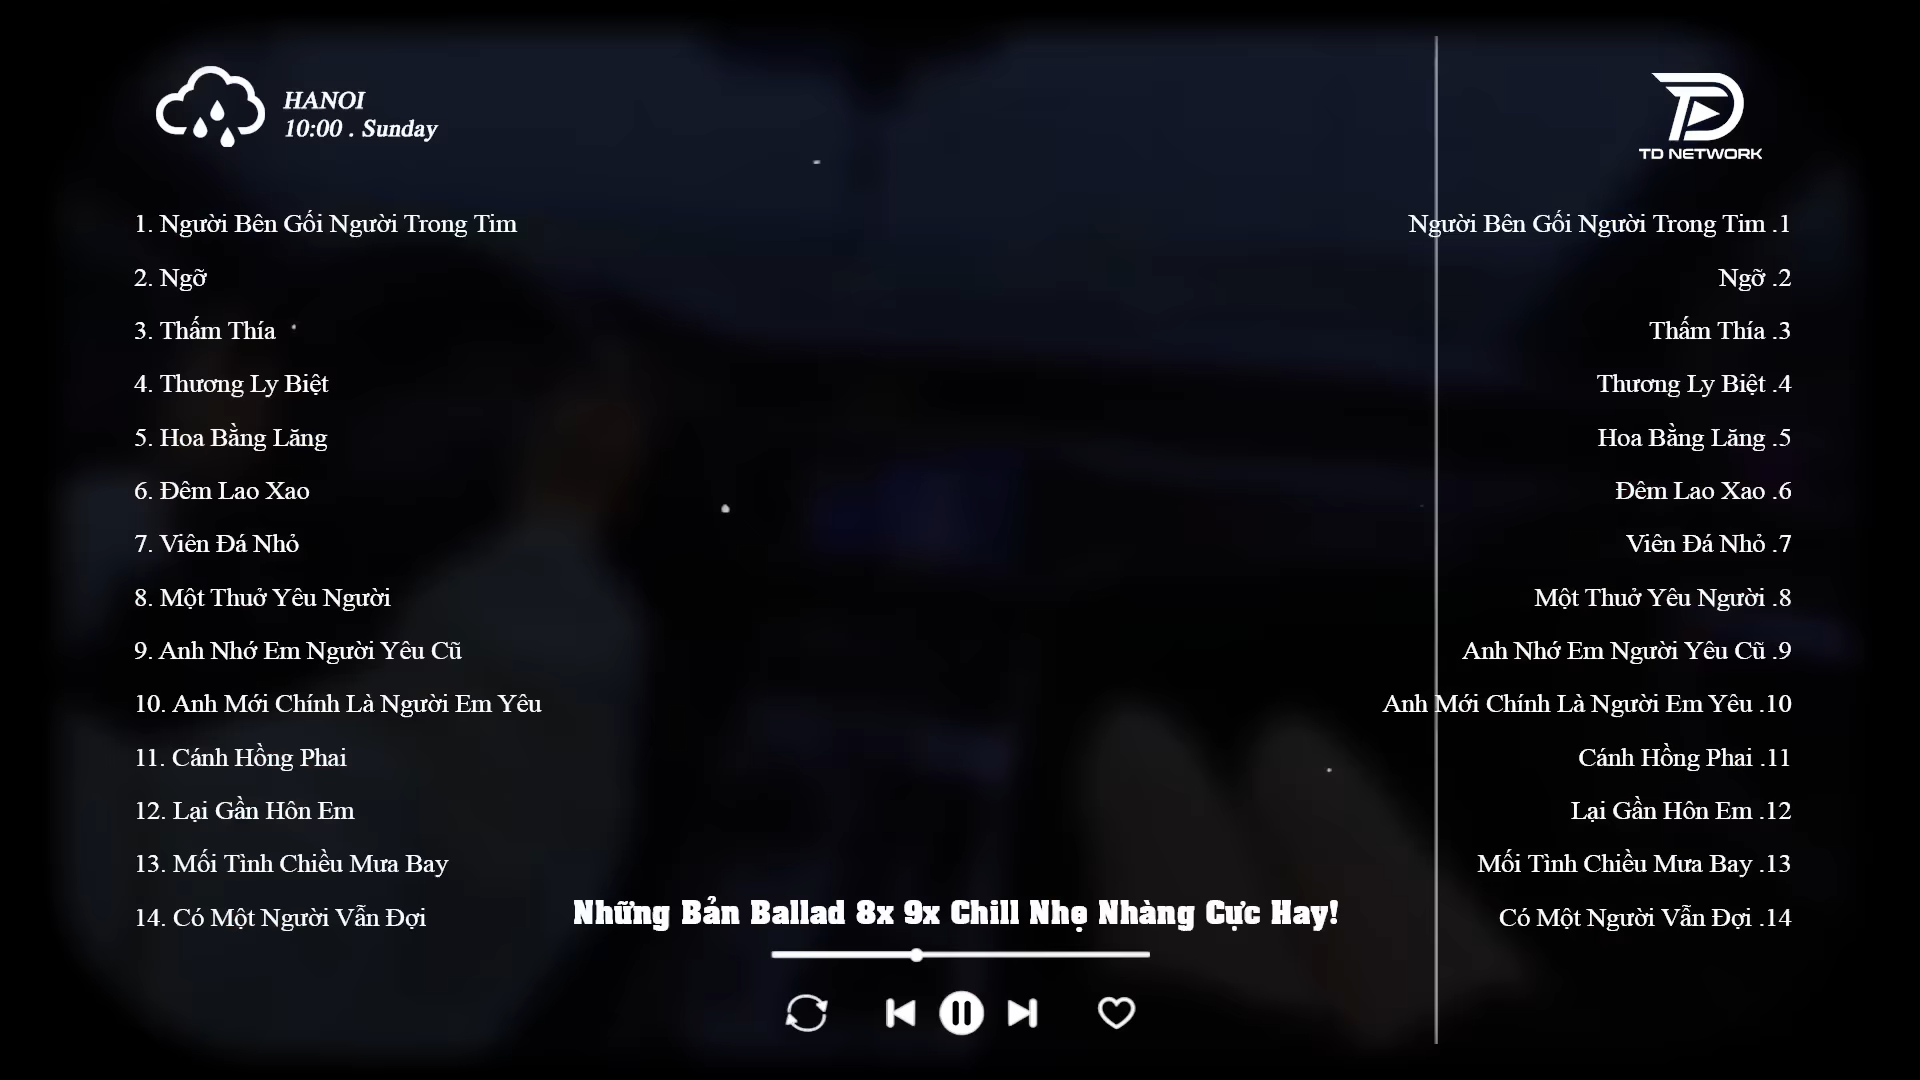 HANOI
10:00 . Sunday
TD NETWORK
1. Người Bên Gối Người Trong Tim
2. Ngỡ
3. Thấm Thía
4. Thương Ly Biệt
5. Hoa Bằng Lăng
6. Đêm Lao Xao
7. Viên Đá Nhỏ
8. Một Thuở Yêu Người
9. Anh Nhớ Em Người Yêu Cũ
10. Anh Mới Chính Là Người Em Yêu
11. Cánh Hồng Phai
12. Lại Gần Hôn Em
13. Mối Tình Chiều Mưa Bay
14. Có Một Người Vẫn Đợi
Người Bên Gối Người Trong Tim .1
Ngỡ .2
Thấm Thía .3
Thương Ly Biệt .4
Hoa Bằng Lăng .5
Đêm Lao Xao .6
Viên Đá Nhỏ .7
Một Thuở Yêu Người .8
Anh Nhớ Em Người Yêu Cũ .9
Anh Mới Chính Là Người Em Yêu .10
Cánh Hồng Phai .11
Lại Gần Hôn Em .12
Mối Tình Chiều Mưa Bay .13
Có Một Người Vẫn Đợi .14
Những Bản Ballad 8x 9x Chill Nhẹ Nhàng Cực Hay!